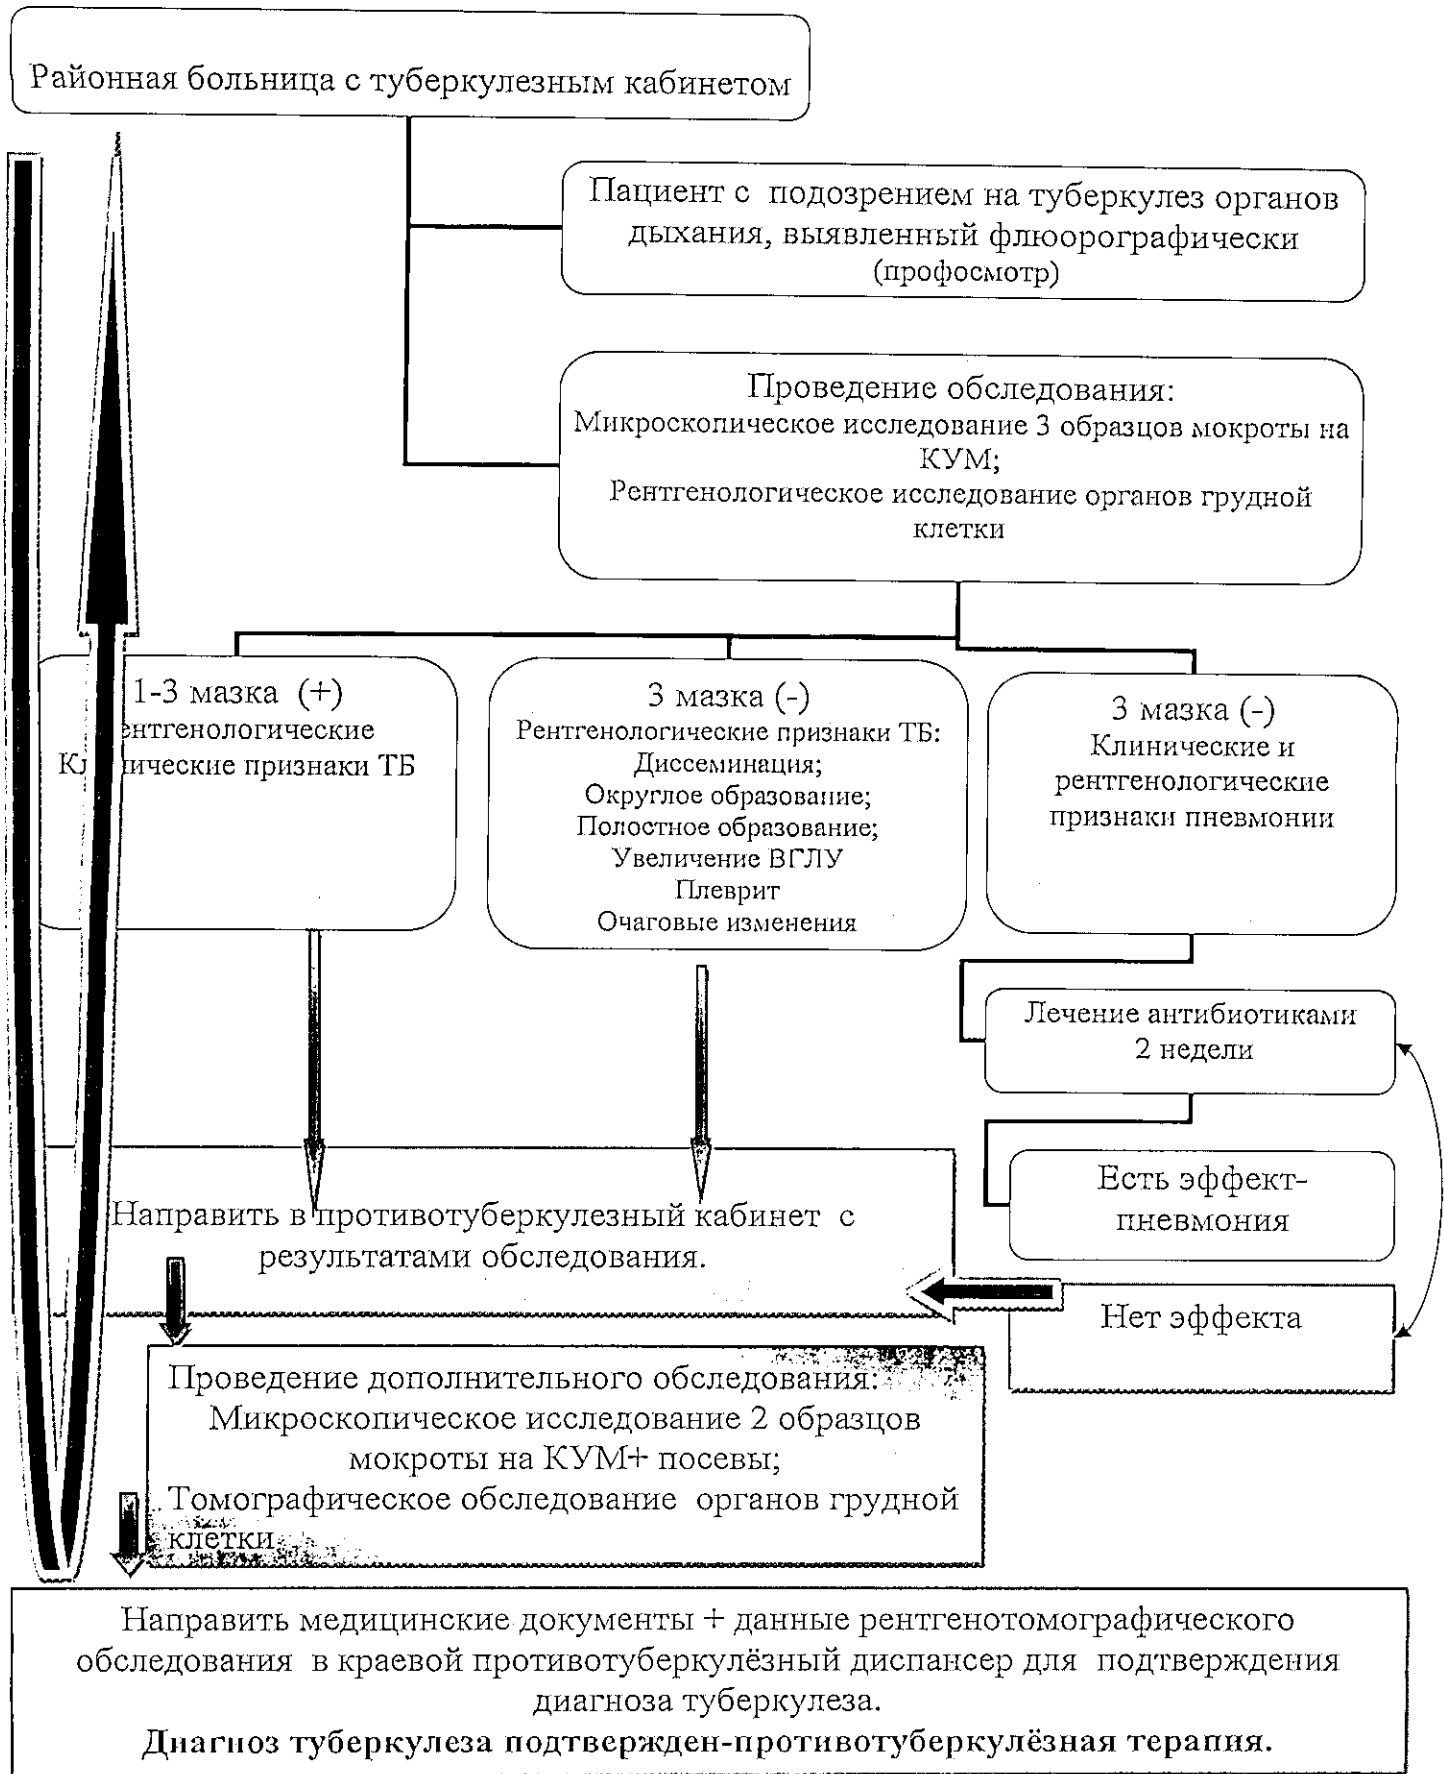 Районная больница с туберкулезным кабинетом
Пациент с подозрением на туберкулез органов
дыхания, выявленный флюорографически
(профосмотр)
Проведение обследования:
Микроскопическое исследование 3 образцов мокроты на
КУМ;
Рентгенологическое исследование органов грудной
клетки
1-3 мазка (+)
ентгенологические
Кл ические признаки ТБ
3 мазка (-)
Рентгенологические признаки ТБ:
Диссеминация;
Округлое образование;
Полостное образование;
Увеличение ВГЛУ
Плеврит
Очаговые изменения
3 мазка (-)
Клинические и
рентгенологические
признаки пневмонии
Лечение антибиотиками
2 недели
Есть эффект-
пневмония
Направить в противотуберкулезный кабинет с
результатами обследования.
Нет эффекта
Проведение дополнительного обследования:
Микроскопическое исследование 2 образцов
мокроты на КУМ+ посевы;
Томографическое обследование органов грудной
клетки.
Направить медицинские документы + данные рентгенотомографического
обследования в краевой противотуберкулёзный диспансер для подтверждения
диагноза туберкулеза.
Диагноз туберкулеза подтвержден-противотуберкулёзная терапия.